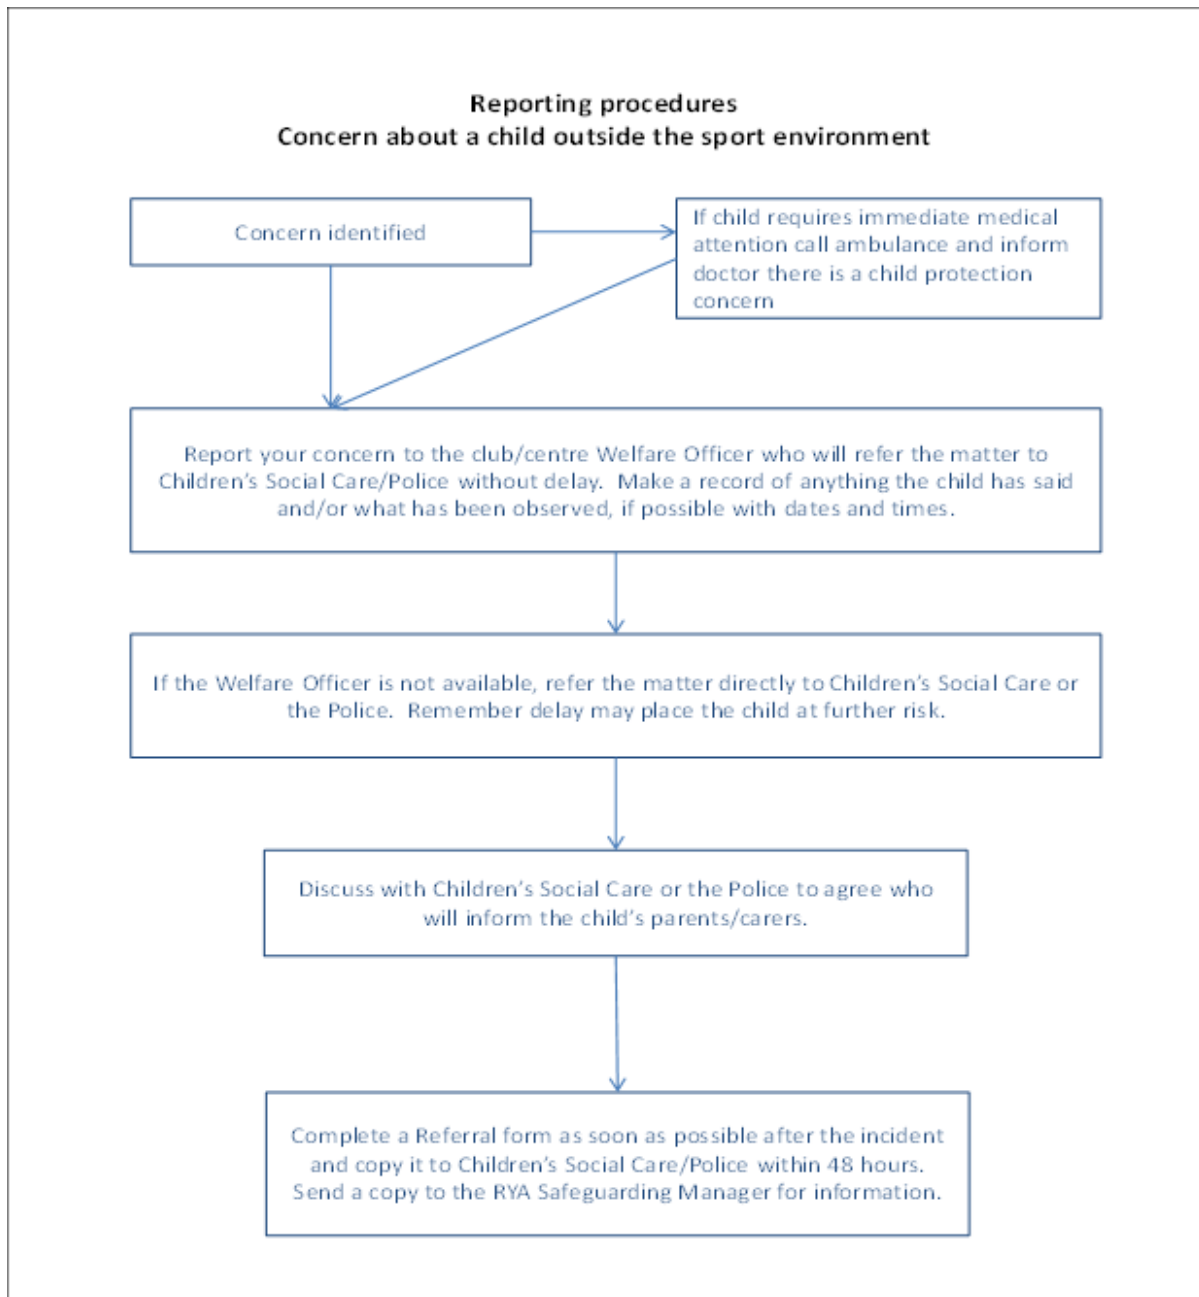 Reporting procedures
Concern about a child outside the sport environment
Concern identified
If child requires immediate medical
attention call ambulance and inform
doctor there is a child protection
concern
Report your concern to the club/centre Welfare Officer who will refer the matter to
Children’s Social Care/Police without delay.  Make a record of anything the child has said
and/or what has been observed, if possible with dates and times.
If the Welfare Officer is not available, refer the matter directly to Children’s Social Care or
the Police.  Remember delay may place the child at further risk.
Discuss with Children’s Social Care or the Police to agree who
will inform the child’s parents/carers.
Complete a Referral form as soon as possible after the incident
and copy it to Children’s Social Care/Police within 48 hours.
Send a copy to the RYA Safeguarding Manager for information.